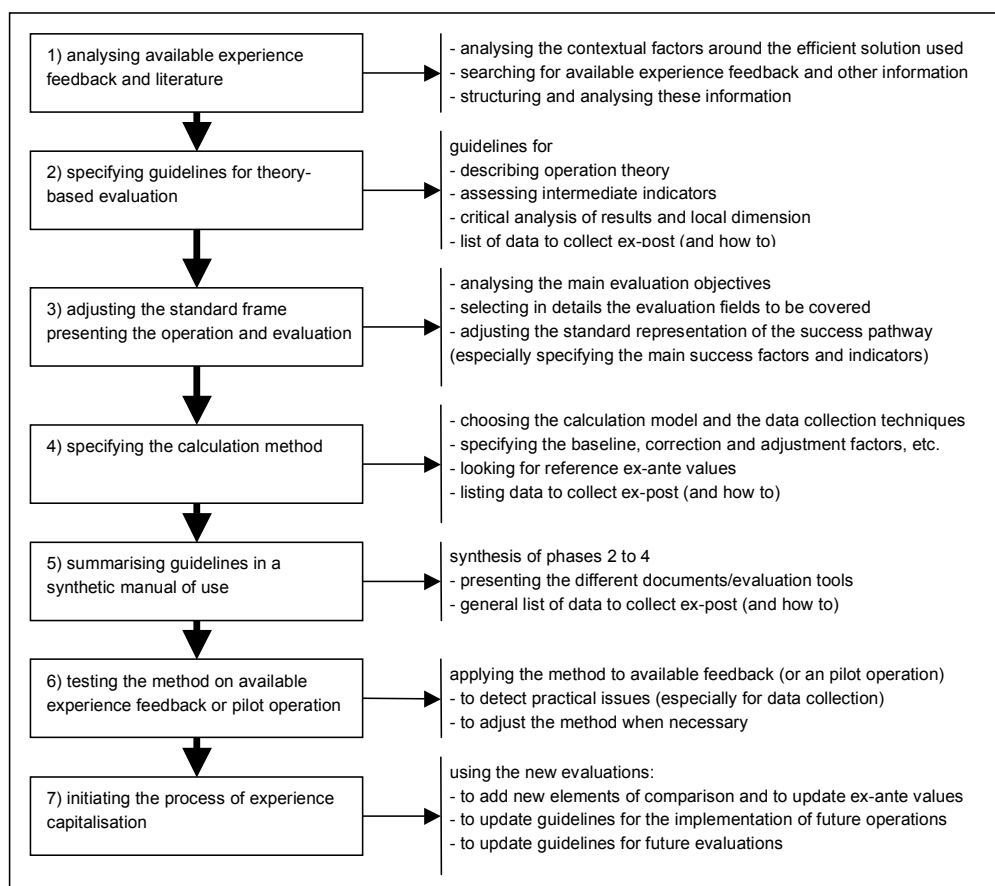 1) analysing available experience
feedback and literature
- analysing the contextual factors around the efficient solution used
- searching for available experience feedback and other information
- structuring and analysing these information
2) specifying guidelines for theory-
based evaluation
guidelines for
- describing operation theory
- assessing intermediate indicators
- critical analysis of results and local dimension
- list of data to collect ex-post (and how to)
3) adjusting the standard frame
presenting the operation and evaluation
- analysing the main evaluation objectives
- selecting in details the evaluation fields to be covered
- adjusting the standard representation of the success pathway
(especially specifying the main success factors and indicators)
4) specifying the calculation method
- choosing the calculation model and the data collection techniques
- specifying the baseline, correction and adjustment factors, etc.
- looking for reference ex-ante values
- listing data to collect ex-post (and how to)
5) summarising guidelines in a
synthetic manual of use
synthesis of phases 2 to 4
- presenting the different documents/evaluation tools
- general list of data to collect ex-post (and how to)
6) testing the method on available
experience feedback or pilot operation
applying the method to available feedback (or an pilot operation)
- to detect practical issues (especially for data collection)
- to adjust the method when necessary
7) initiating the process of experience
capitalisation
using the new evaluations:
- to add new elements of comparison and to update ex-ante values
- to update guidelines for the implementation of future operations
- to update guidelines for future evaluations